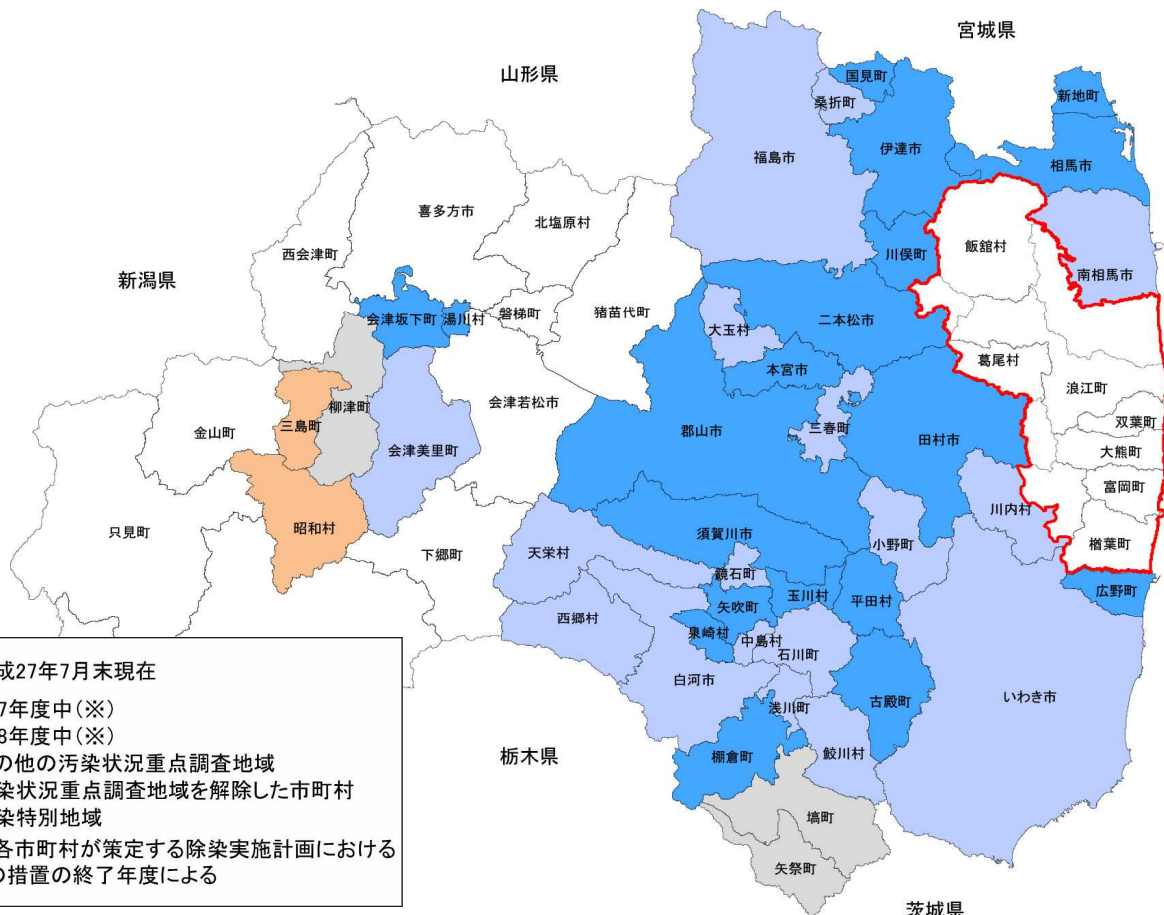 宮城県
山形県
国見町
新地町
桑折町
伊達市
福島市
相馬市
喜多方市
北塩原村
飯舘村
西会津町
川俣町
南相馬市
新潟県
会津坂下町
湯川村
磐梯町
猪苗代町
大玉村
二本松市
葛尾村
本宮市
浪江町
会津若松市
柳津町
双葉町
三島町
三春町
金山町
郡山市
田村市
会津美里町
大熊町
富岡町
川内村
昭和村
只見町
須賀川市
小野町
楢葉町
下郷町
天栄村
鏡石町
広野町
玉川村
平田村
矢吹町
西郷村
泉崎村
中島村
石川町
白河市
いわき市
古殿町
浅川町
棚倉町
鮫川村
栃木県
塙町
矢祭町
茨城県
成27年7月末現在
7年度中(※)
8年度中(※)
の他の汚染状況重点調査地域
染状況重点調査地域を解除した市町村
染特別地域
各市町村が策定する除染実施計画における
の措置の終了年度による